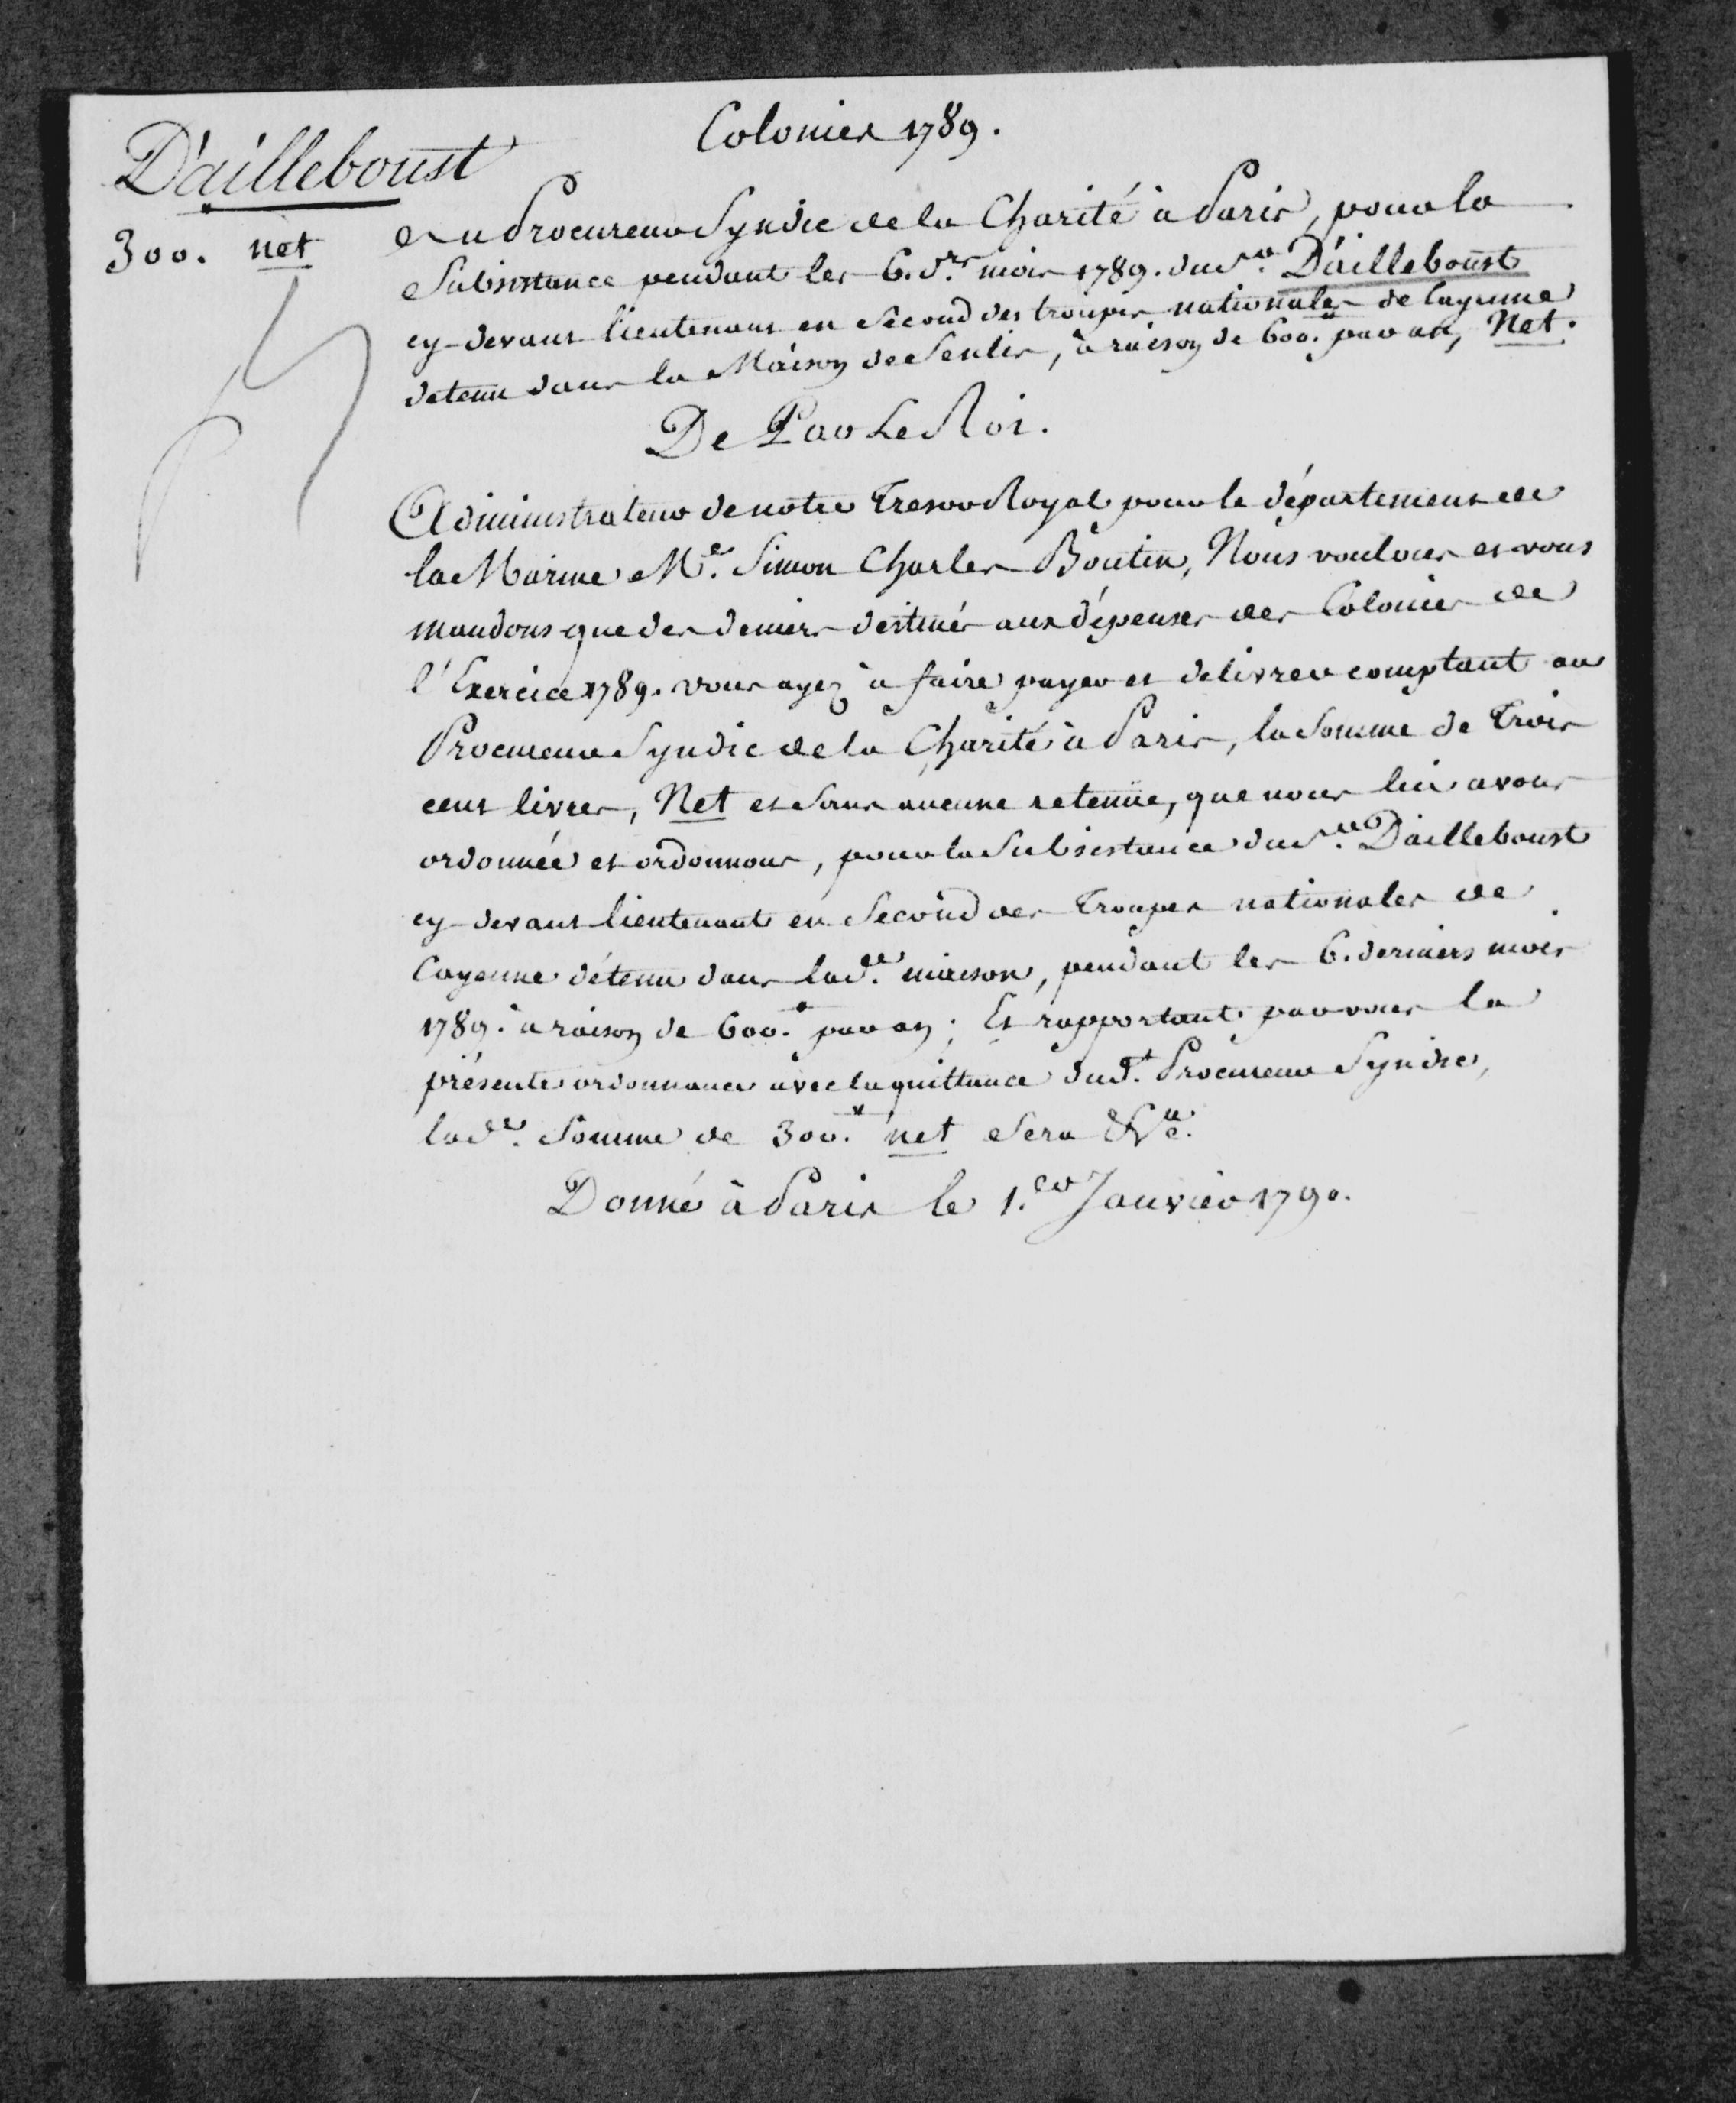 Colonies 1789.
D'ailleboust
300.# net
Au Procureur Syndic de la Charité à Paris, pour la
Subsistance pendant les 6. d.ers mois 1789. du S.r D'ailleboust
cy-devant lieutenant en second des troupes nationales de Cayenne
detenu dans la Maison de Senlis, à raison de 600.# par an, Net.
De Par Le Roi.
Administrateur de notre Tresor Royal pour le département de
la Marine M.e Simon Charles Boutin, Nous voulons et vous
mandons que des deniers destinés aux dépenses des Colonies de
l'Exercice 1789. vous ayez à faire payer et delivrer comptant au
Procureur Syndic de la Charité à Paris, la Somme de Trois
cent livres, Net et Sans aucune retenüe, que nous lui avons
ordonnée et ordonnons, pour la Subsistance du S.r D'ailleboust
cy-devant lieutenant en Second des Troupes nationales de
Cayenne détenu dans lad.e maison, pendant les 6. derniers mois
1789. à raison de 600.# par an; Et rapportant par vous la
présente ordonnance avec la quittance dud.t Procureur Syndic,
lad.e Somme de 300.# net Sera &c.a
Donné à Paris le 1.er Janvier 1790.